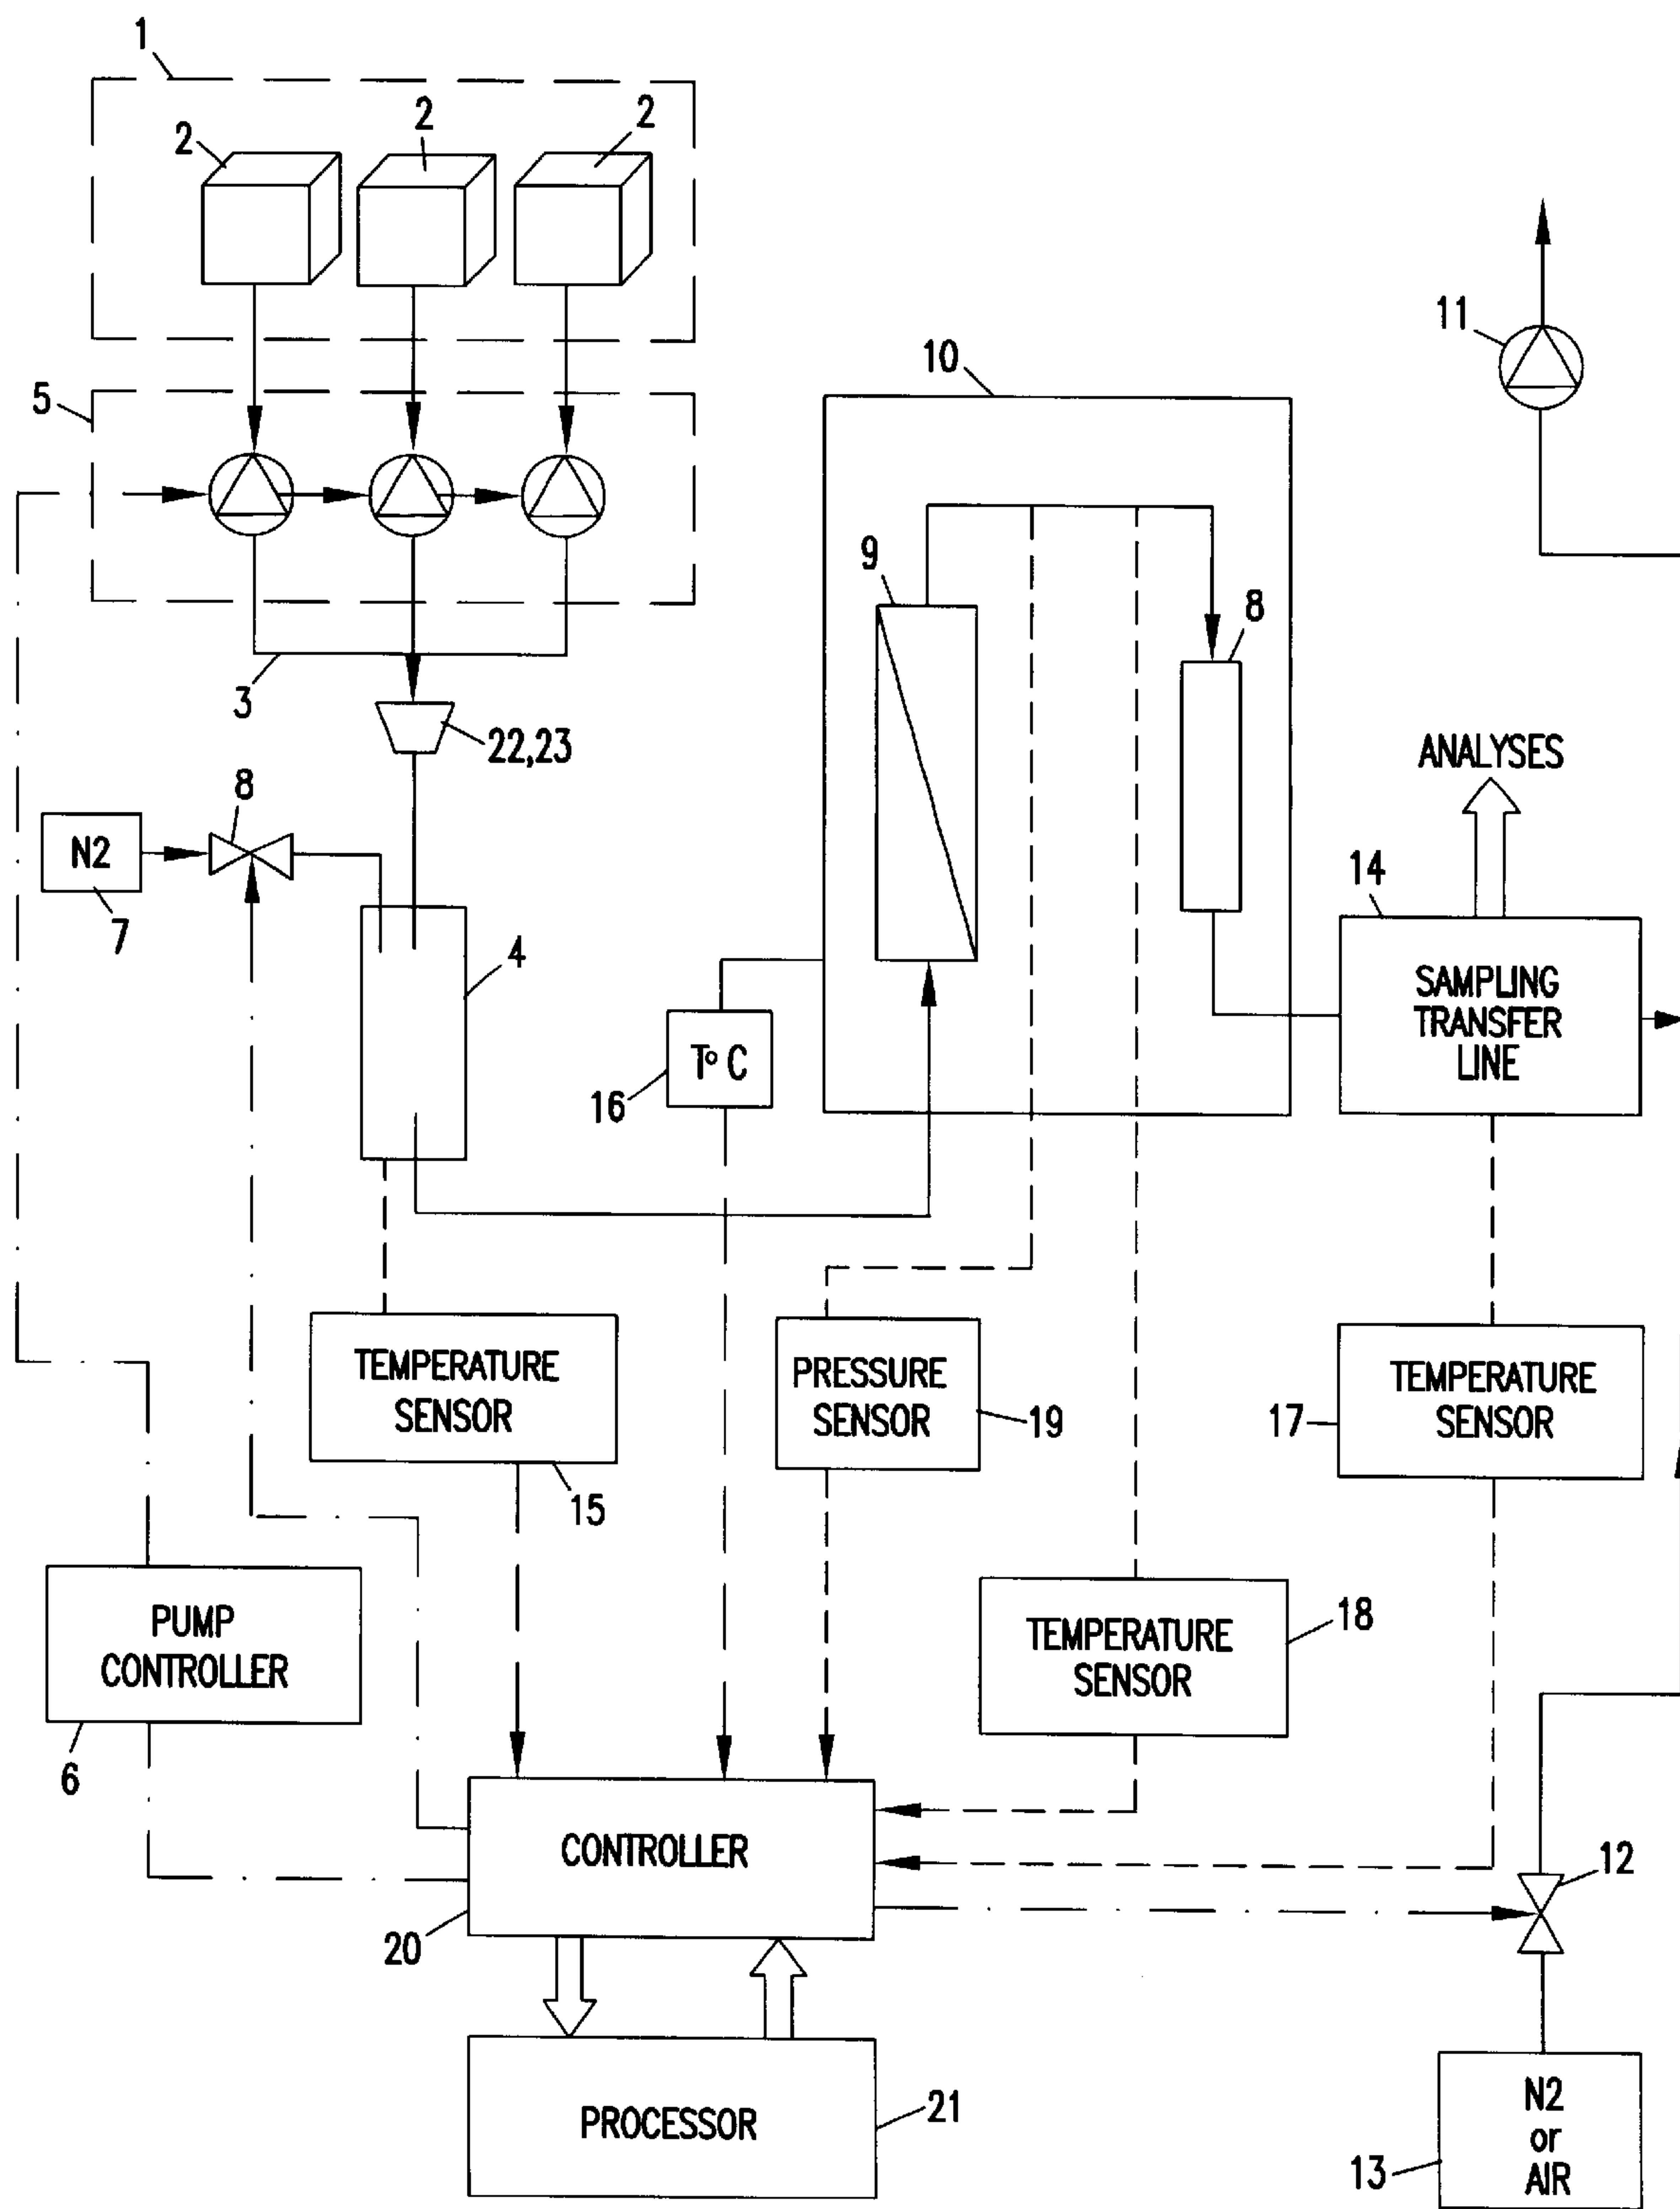 1
2
2
2
11
10
5
9
8
3
22,23
ANALYSES
8
N2
7
14
4
SAMPLING
TRANSFER
LINE
T° C
16
TEMPERATURE
SENSOR
PRESSURE
SENSOR
19
TEMPERATURE
SENSOR
17
15
PUMP
CONTROLLER
6
TEMPERATURE
SENSOR
18
CONTROLLER
20
12
PROCESSOR
21
N2
or
AIR
13